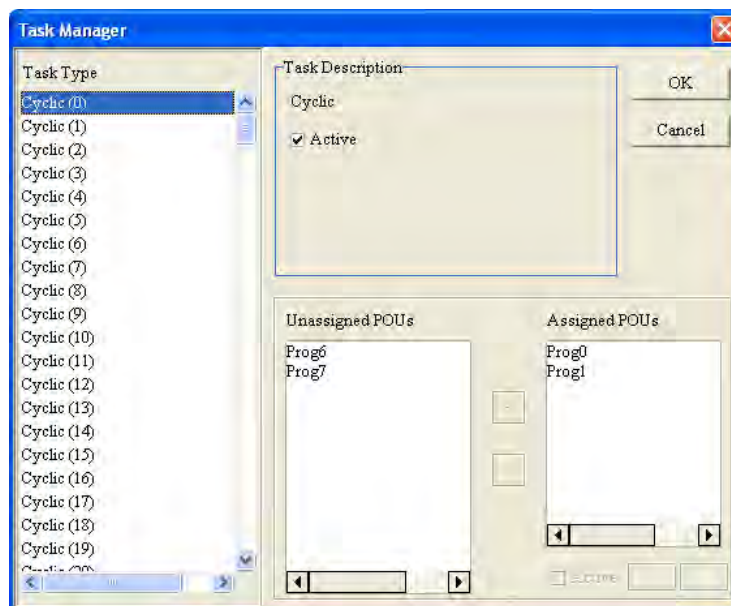 Task Manager
Task Type
Cyclic (0)
Cyclic (1)
Cyclic (2)
Cyclic (3)
Cyclic (4)
Cyclic (5)
Cyclic (6)
Cyclic (7)
Cyclic (8)
Cyclic (9)
Cyclic (10)
Cyclic (11)
Cyclic (12)
Cyclic (13)
Cyclic (14)
Cyclic (15)
Cyclic (16)
Cyclic (17)
Cyclic (18)
Cyclic (19)
Cyclic (20)
Task Description
Cyclic
Active
OK
Cancel
Unassigned POUs
Prog6
Prog7
Assigned POUs
Prog0
Prog1
Active